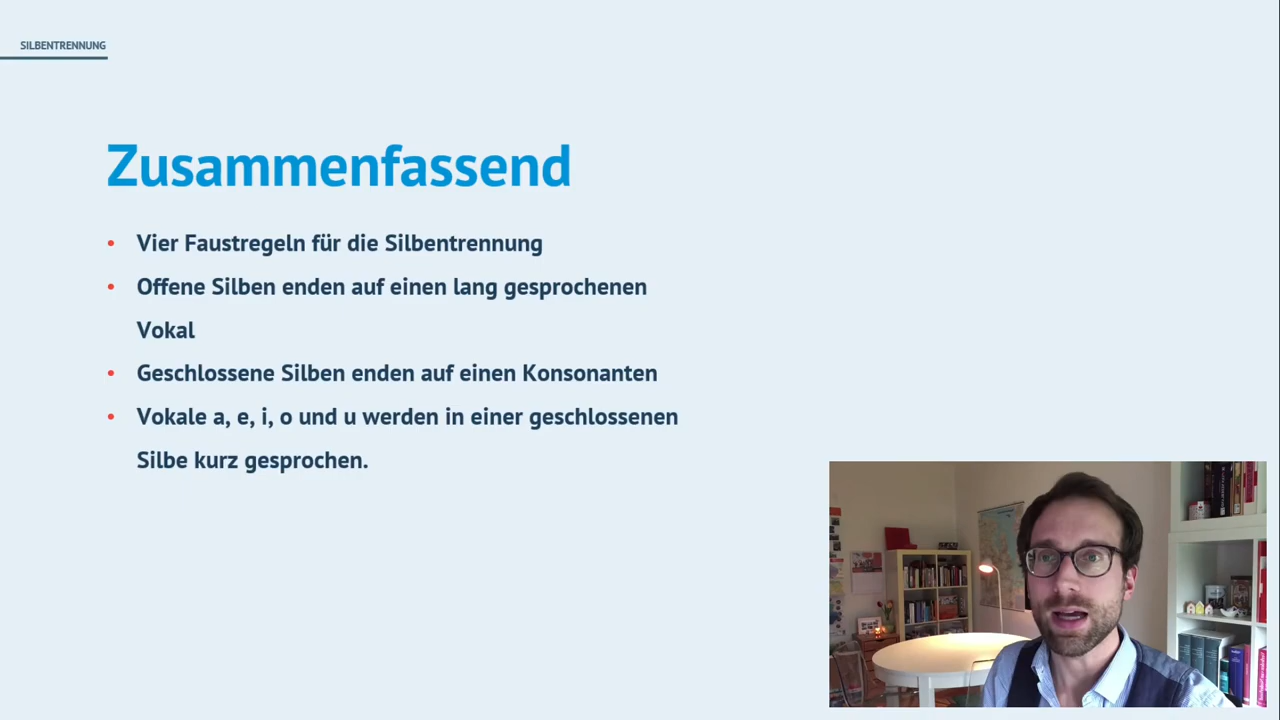 SILBENTRENNUNG
Zusammenfassend
• Vier Faustregeln für die Silbentrennung
• Offene Silben enden auf einen lang gesprochenen
Vokal
• Geschlossene Silben enden auf einen Konsonanten
• Vokale a, e, i, o und u werden in einer geschlossenen
Silbe kurz gesprochen.